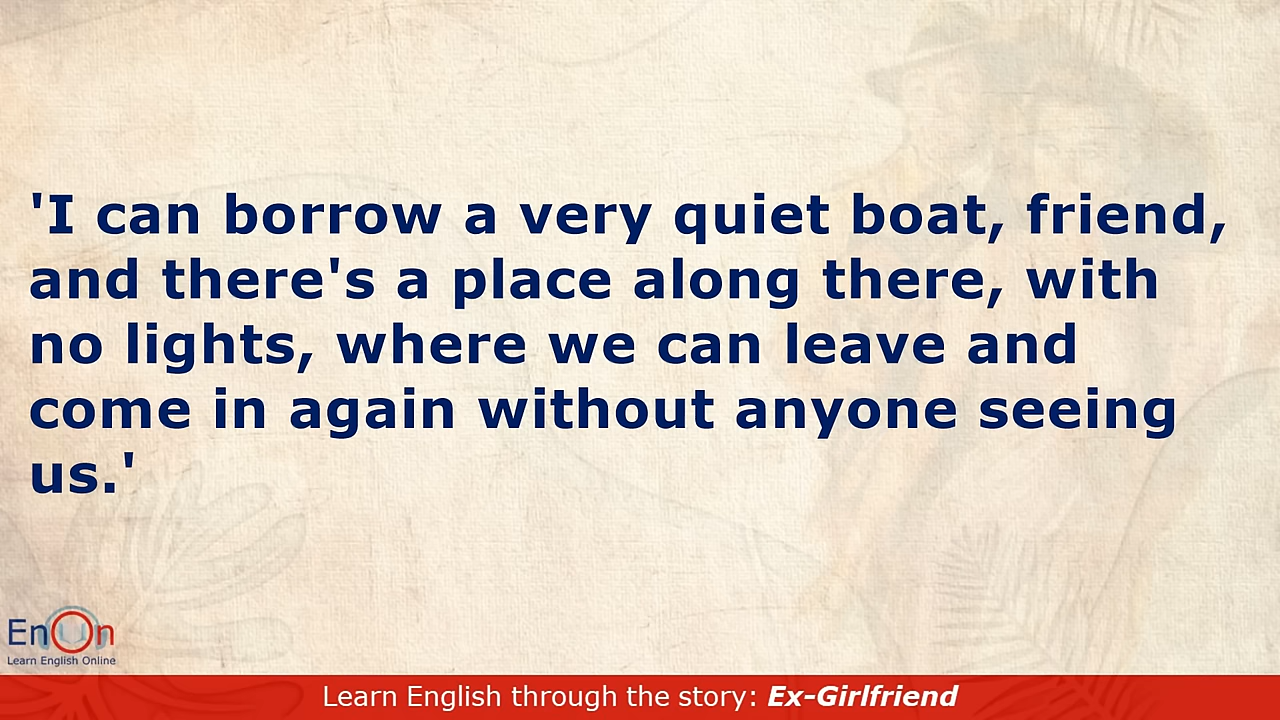 'I can borrow a very quiet boat, friend,
and there's a place along there, with
no lights, where we can leave and
come in again without anyone seeing
us.'
EnOn
Learn English Online
Learn English through the story: Ex-Girlfriend